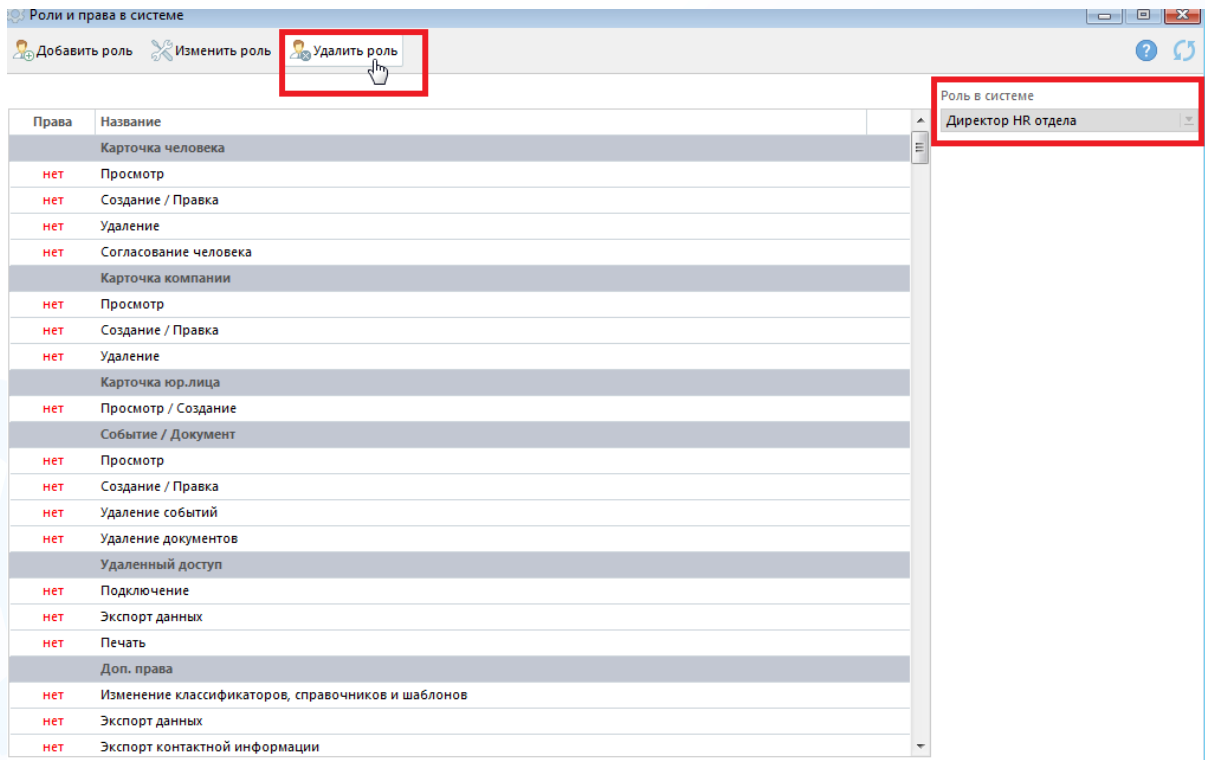 Роли и права в системе
Добавить роль Изменить роль Удалить роль
Роль в системе
Директор HR отдела
Права Название
Карточка человека
нет Просмотр
нет Создание / Правка
нет Удаление
нет Согласование человека
Карточка компании
нет Просмотр
нет Создание / Правка
нет Удаление
Карточка юр.лица
нет Просмотр / Создание
Событие / Документ
нет Просмотр
нет Создание / Правка
нет Удаление событий
нет Удаление документов
Удаленный доступ
нет Подключение
нет Экспорт данных
нет Печать
Доп. права
нет Изменение классификаторов, справочников и шаблонов
нет Экспорт данных
нет Экспорт контактной информации